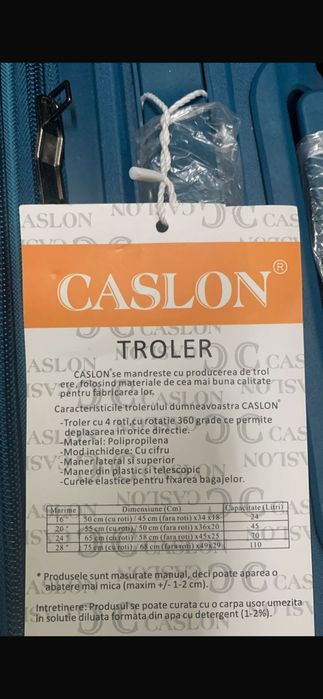 CASLON®
TROLER
CASLON®se mandreste cu producerea de trol
ere, folosind materiale de cea mai buna calitate
pentru fabricarea lor.
Caracteristicile trolerului dumneavoastra CASLON®
-Troler cu 4 roti, cu rotatie 360 grade ce permite
deplasarea in orice directie.
-Material: Polipropilena
-Mod inchidere: Cu cifru
-Maner lateral si superior
-Maner din plastic si telescopic
-Curele elastice pentru fixarea bagajelor.
Marime Dimensiune (Cm) Capacitate (Litri)
16 " 50 cm (cu roti) / 45 cm (fara roti) x34 x18 24
20 " 55 cm (cu roti) / 50 cm (fara roti) x36x20 45
24 " 65 cm (cu roti) / 58 cm (fara roti) x45x25 70
28 " 75 cm (cu roti) / 68 cm (fara roti) x49x29 110
* Produsele sunt masurate manual, deci poate aparea o
abatere mai mica (maxim +/- 1-2 cm).
Intretinere: Produsul se poate curata cu o carpa usor umezita
in solutie diluata formata din apa cu detergent (1-2%).